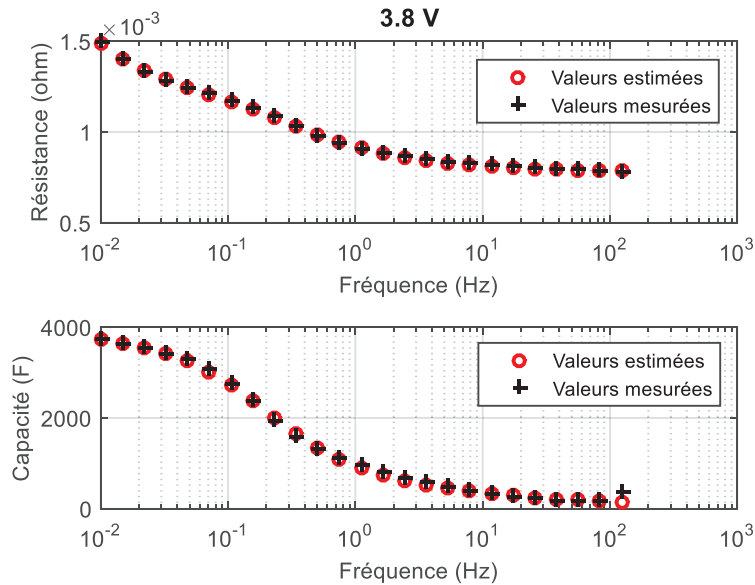 3.8 V
×10⁻³
1.5
1
0.5
Résistance (ohm)
Valeurs estimées
Valeurs mesurées
10⁻² 10⁻¹ 10⁰ 10¹ 10² 10³
Fréquence (Hz)
4000
2000
0
Capacité (F)
Valeurs estimées
Valeurs mesurées
10⁻² 10⁻¹ 10⁰ 10¹ 10² 10³
Fréquence (Hz)